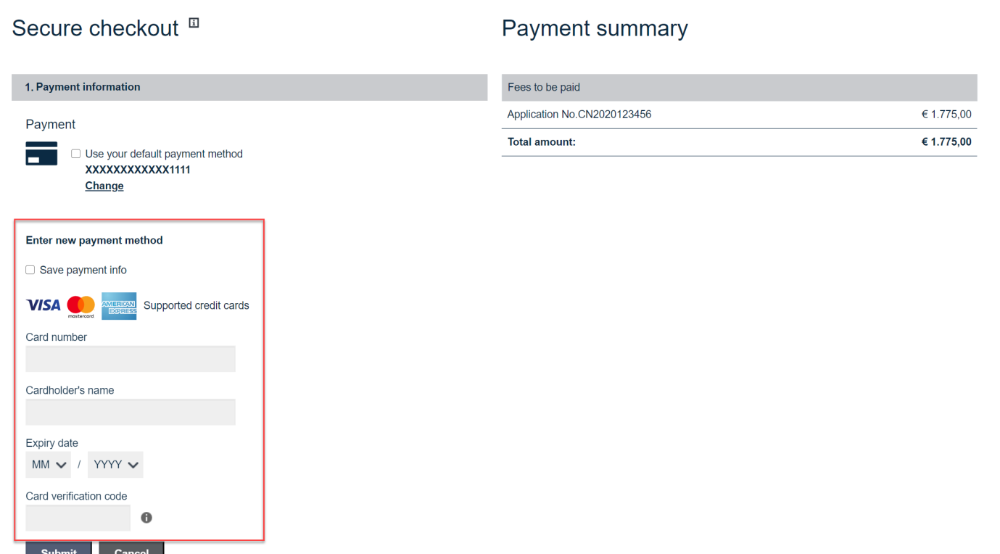 Secure checkout
1. Payment information
Payment
Use your default payment method
XXXXXXXXXXXX1111
Change
Enter new payment method
Save payment info
VISA mastercard AMERICAN EXPRESS Supported credit cards
Card number
Cardholder's name
Expiry date
MM / YYYY
Card verification code
Submit Cancel
Payment summary
Fees to be paid
Application No.CN2020123456 € 1.775,00
Total amount: € 1.775,00